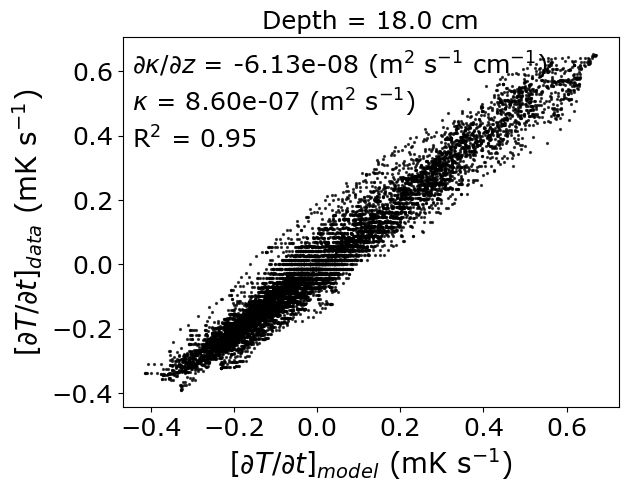 Depth = 18.0 cm
∂κ/∂z = -6.13e-08 (m² s⁻¹ cm⁻¹)
κ = 8.60e-07 (m² s⁻¹)
R² = 0.95
[∂T/∂t]_data (mK s⁻¹)
0.6
0.4
0.2
0.0
−0.2
−0.4
−0.4 −0.2 0.0 0.2 0.4 0.6
[∂T/∂t]_model (mK s⁻¹)